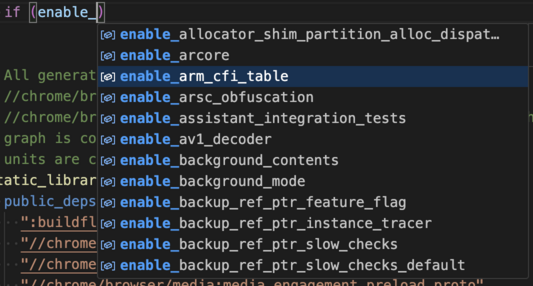 if (enable_)
enable_allocator_shim_partition_alloc_dispat…
enable_arcore
All generat
enable_arm_cfi_table
//chrome/br
enable_arsc_obfuscation
//chrome/br
enable_assistant_integration_tests
graph is co
enable_av1_decoder
units are c
enable_background_contents
tatic_librar
enable_background_mode
public_deps
enable_backup_ref_ptr_feature_flag
":buildfl
enable_backup_ref_ptr_instance_tracer
"//chrome
enable_backup_ref_ptr_slow_checks
"//chrome
enable_backup_ref_ptr_slow_checks_default
"//chrome/browser/media:media_engagement_preload_proto"